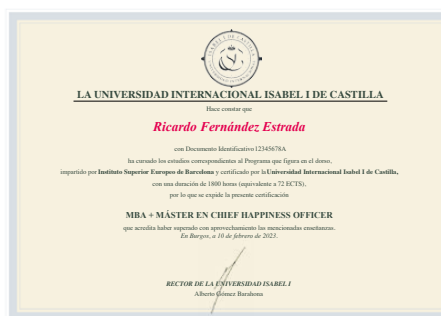 ISABEL I DE CASTILLA
LA UNIVERSIDAD INTERNACIONAL ISABEL I DE CASTILLA
Hace constar que
Ricardo Fernández Estrada
con Documento Identificativo12345678A
ha cursado los estudios correspondientes al Programa que figura en el dorso,
impartido por Instituto Superior Europeo de Barcelona y certificado por la Universidad Internacional Isabel I de Castilla,
con una duración de 1800 horas (equivalente a 72 ECTS),
por lo que se expide la presente certificación
MBA + MÁSTER EN CHIEF HAPPINESS OFFICER
que acredita haber superado con aprovechamiento las mencionadas enseñanzas.
En Burgos, a 10 de febrero de 2023.
RECTOR DE LA UNIVERSIDAD ISABEL I
Alberto Gómez Barahona